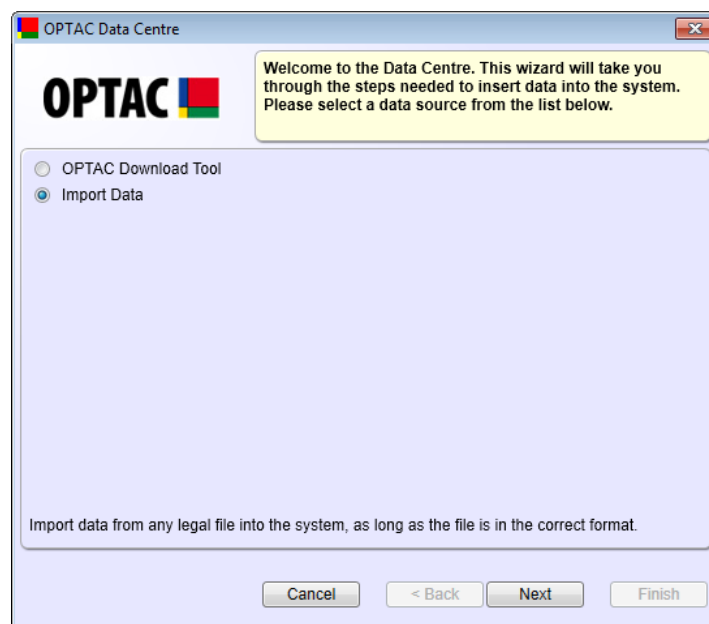 OPTAC Data Centre
OPTAC
Welcome to the Data Centre. This wizard will take you
through the steps needed to insert data into the system.
Please select a data source from the list below.
OPTAC Download Tool
Import Data
Import data from any legal file into the system, as long as the file is in the correct format.
Cancel
< Back
Next
Finish